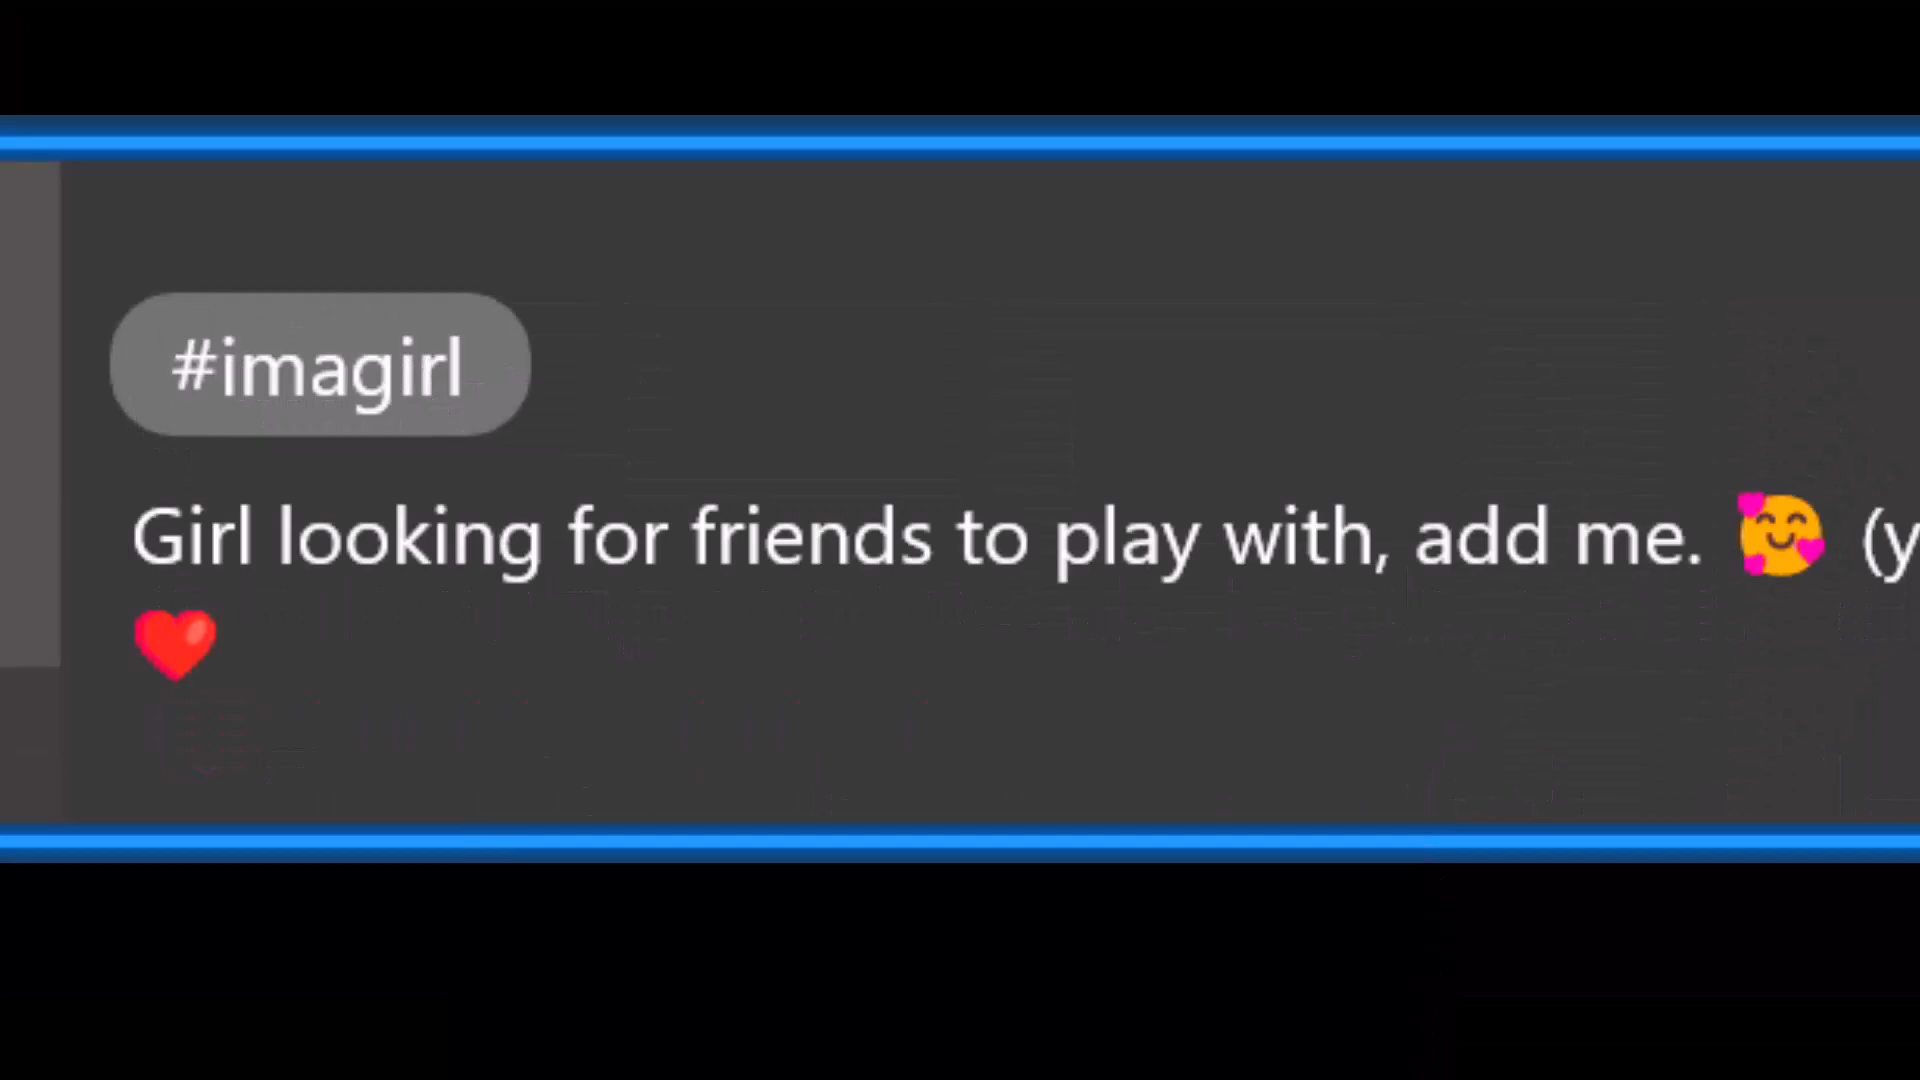 #imagirl
Girl looking for friends to play with, add me. 🥰 (y
❤️